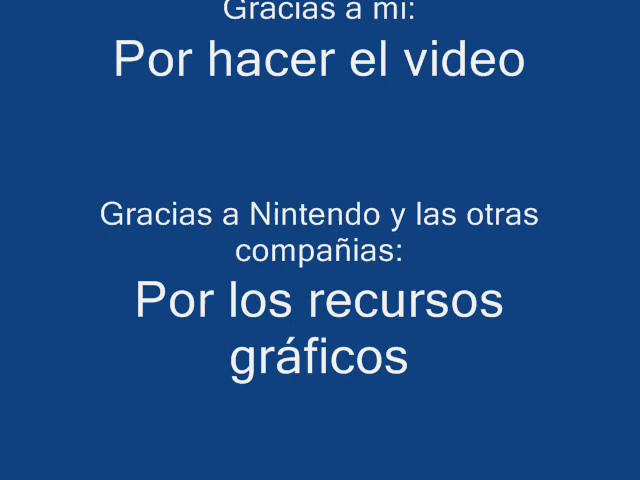 Gracias a mi:
Por hacer el video
Gracias a Nintendo y las otras
compañias:
Por los recursos
gráficos